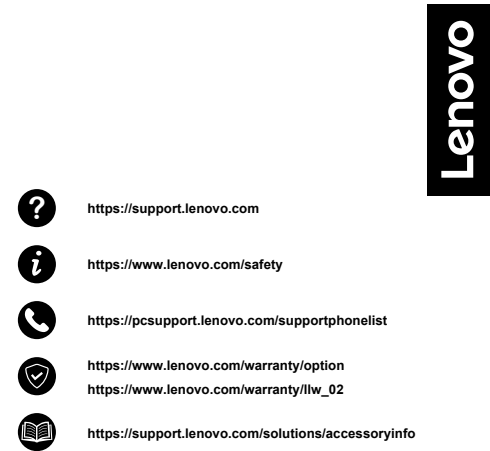 Lenovo
https://support.lenovo.com
https://www.lenovo.com/safety
https://pcsupport.lenovo.com/supportphonelist
https://www.lenovo.com/warranty/option
https://www.lenovo.com/warranty/llw_02
https://support.lenovo.com/solutions/accessoryinfo